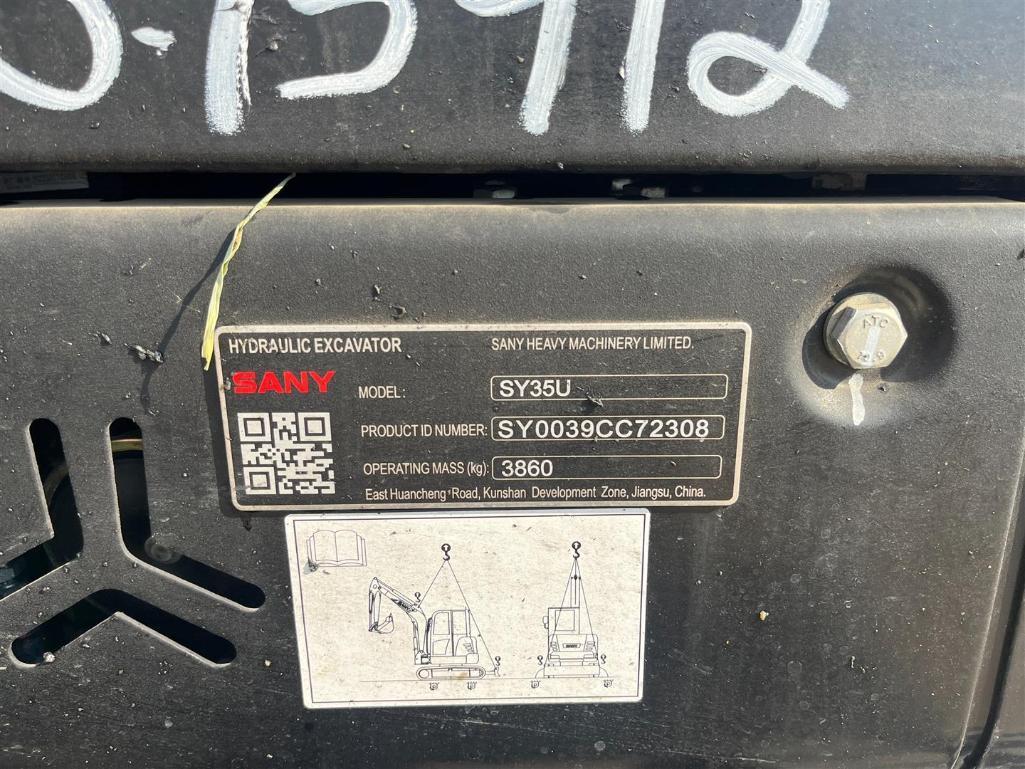 15912
HYDRAULIC EXCAVATOR
SANY HEAVY MACHINERY LIMITED.
SANY
MODEL: SY35U
PRODUCT ID NUMBER: SY0039CC72308
OPERATING MASS (kg): 3860
East Huancheng Road, Kunshan Development Zone, Jiangsu, China.